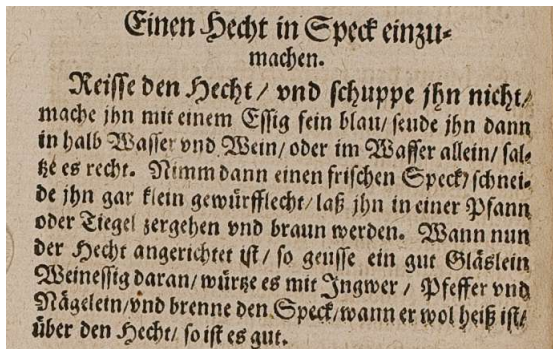 Einen Hecht in Speck einzu⸗
machen.
Reisse den Hecht / vnd schuppe jhn nicht /
mache jhn mit einem Essig fein blau / seude jhn dann
in halb Wasser vnd Wein / oder im Wasser allein / sal⸗
tzé es recht. Nimm dann einen frischen Speck / schnei⸗
de jhn gar klein gewürfflecht / laß jhn in einer Pfann
oder Tiegel zergehen vnd braun werden. Wann nun
der Hecht angerichtet ist / so geusse ein gut Gläslein
Weinessig daran / würtze es mit Ingwer / Pfeffer vnd
Nägelein / vnd brenne den Speck / wann er wol heiß ist /
über den Hecht / so ist es gut.